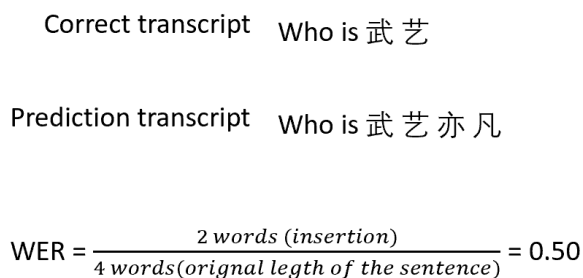 Correct transcript Who is 武 艺
Prediction transcript Who is 武 艺 亦 凡
WER = 2 words (insertion) / 4 words(orignal legth of the sentence) = 0.50